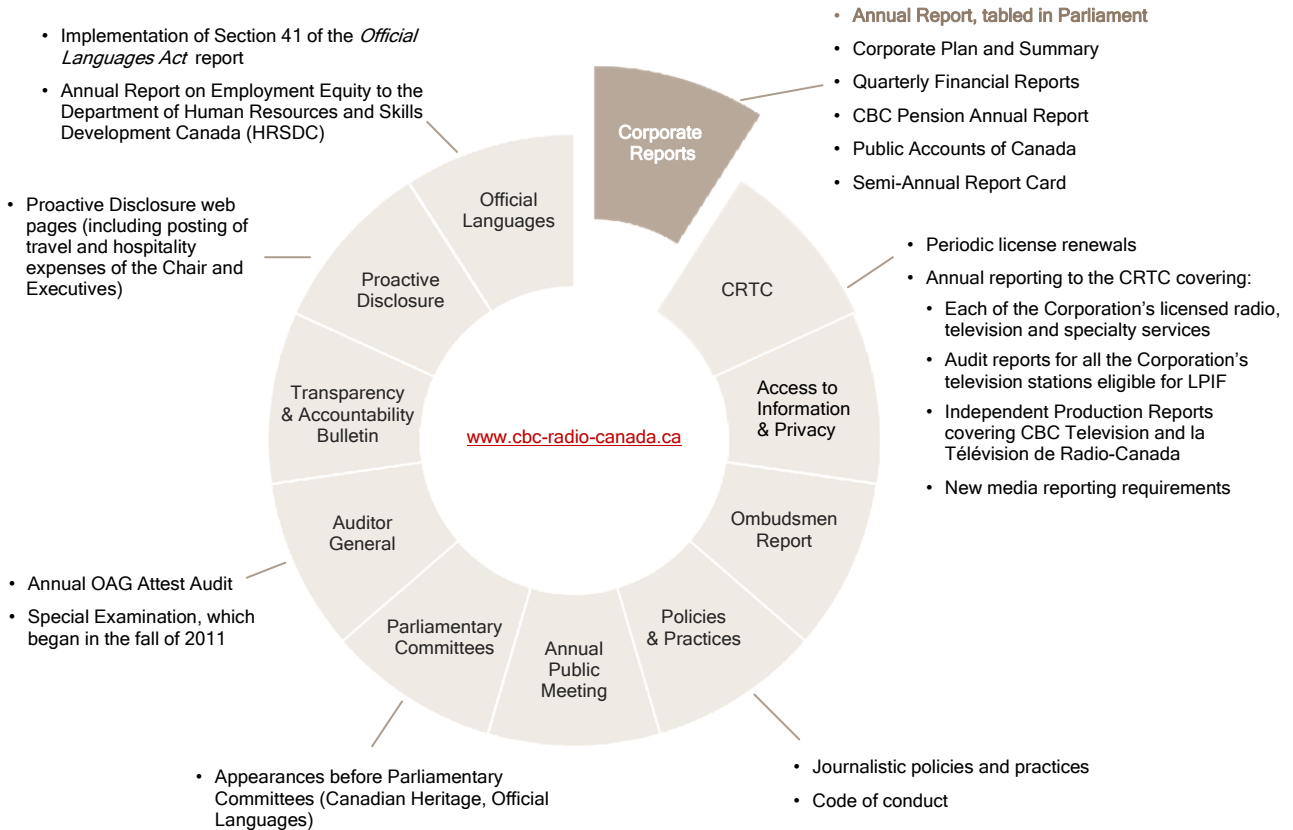 • Annual Report, tabled in Parliament
• Corporate Plan and Summary
• Quarterly Financial Reports
• CBC Pension Annual Report
• Public Accounts of Canada
• Semi-Annual Report Card
Corporate
Reports
• Implementation of Section 41 of the Official
Languages Act report
• Annual Report on Employment Equity to the
Department of Human Resources and Skills
Development Canada (HRSDC)
Official
Languages
• Proactive Disclosure web
pages (including posting of
travel and hospitality
expenses of the Chair and
Executives)
Proactive
Disclosure
CRTC
• Periodic license renewals
• Annual reporting to the CRTC covering:
• Each of the Corporation's licensed radio,
television and specialty services
• Audit reports for all the Corporation's
television stations eligible for LPIF
• Independent Production Reports
covering CBC Television and la
Télévision de Radio-Canada
• New media reporting requirements
Transparency
& Accountability
Bulletin
www.cbc-radio-canada.ca
Access to
Information
& Privacy
Auditor
General
Ombudsmen
Report
• Annual OAG Attest Audit
• Special Examination, which
began in the fall of 2011
Parliamentary
Committees
Annual
Public
Meeting
Policies
& Practices
• Appearances before Parliamentary
Committees (Canadian Heritage, Official
Languages)
• Journalistic policies and practices
• Code of conduct